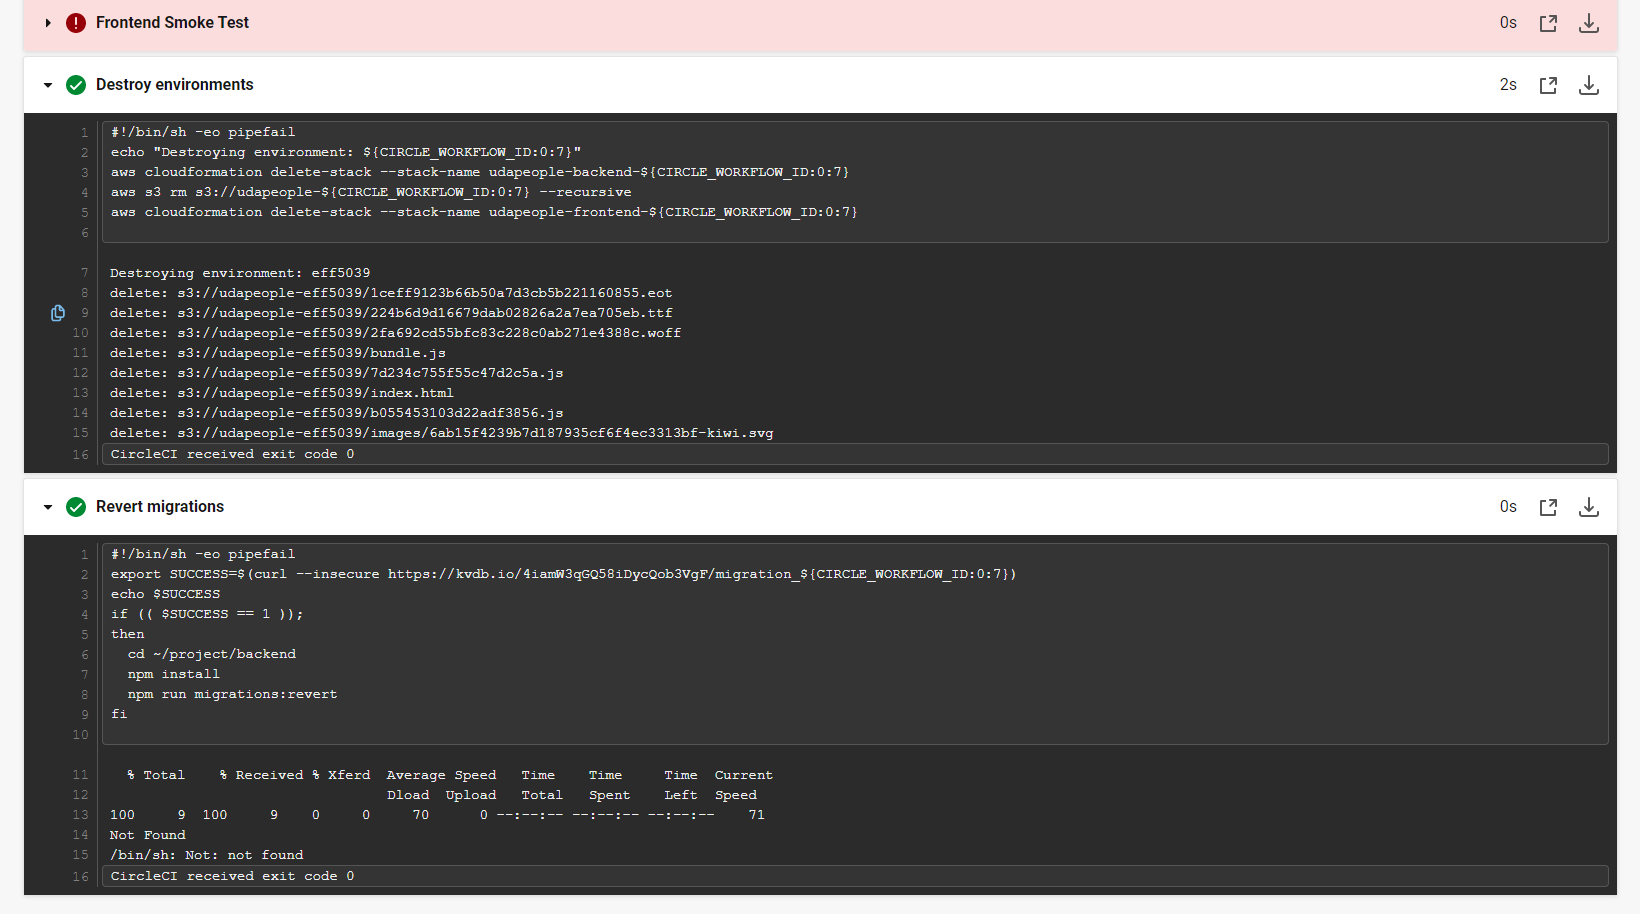 Frontend Smoke Test 0s
Destroy environments 2s
1 #!/bin/sh -eo pipefail
2 echo "Destroying environment: ${CIRCLE_WORKFLOW_ID:0:7}"
3 aws cloudformation delete-stack --stack-name udapeople-backend-${CIRCLE_WORKFLOW_ID:0:7}
4 aws s3 rm s3://udapeople-${CIRCLE_WORKFLOW_ID:0:7} --recursive
5 aws cloudformation delete-stack --stack-name udapeople-frontend-${CIRCLE_WORKFLOW_ID:0:7}
6
7 Destroying environment: eff5039
8 delete: s3://udapeople-eff5039/1ceff9123b66b50a7d3cb5b221160855.eot
9 delete: s3://udapeople-eff5039/224b6d9d16679dab02826a2a7ea705eb.ttf
10 delete: s3://udapeople-eff5039/2fa692cd55bfc83c228c0ab271e4388c.woff
11 delete: s3://udapeople-eff5039/bundle.js
12 delete: s3://udapeople-eff5039/7d234c755f55c47d2c5a.js
13 delete: s3://udapeople-eff5039/index.html
14 delete: s3://udapeople-eff5039/b055453103d22adf3856.js
15 delete: s3://udapeople-eff5039/images/6ab15f4239b7d187935cf6f4ec3313bf-kiwi.svg
16 CircleCI received exit code 0
Revert migrations 0s
1 #!/bin/sh -eo pipefail
2 export SUCCESS=$(curl --insecure https://kvdb.io/4iamW3qGQ58iDycQob3VgF/migration_${CIRCLE_WORKFLOW_ID:0:7})
3 echo $SUCCESS
4 if (( $SUCCESS == 1 ));
5 then
6 cd ~/project/backend
7 npm install
8 npm run migrations:revert
9 fi
10
11 % Total % Received % Xferd Average Speed Time Time Time Current
12 Dload Upload Total Spent Left Speed
13 100 9 100 9 0 0 70 0 --:--:-- --:--:-- --:--:-- 71
14 Not Found
15 /bin/sh: Not: not found
16 CircleCI received exit code 0